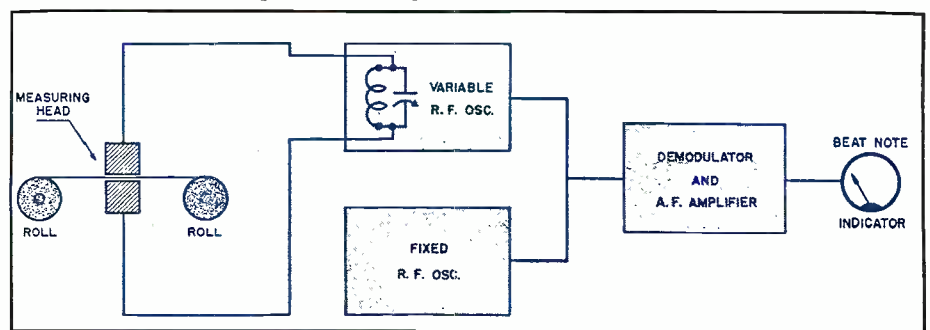 MEASURING
HEAD
ROLL
ROLL
VARIABLE
R. F. OSC.
FIXED
R. F. OSC.
DEMODULATOR
AND
A.F. AMPLIFIER
BEAT NOTE
INDICATOR